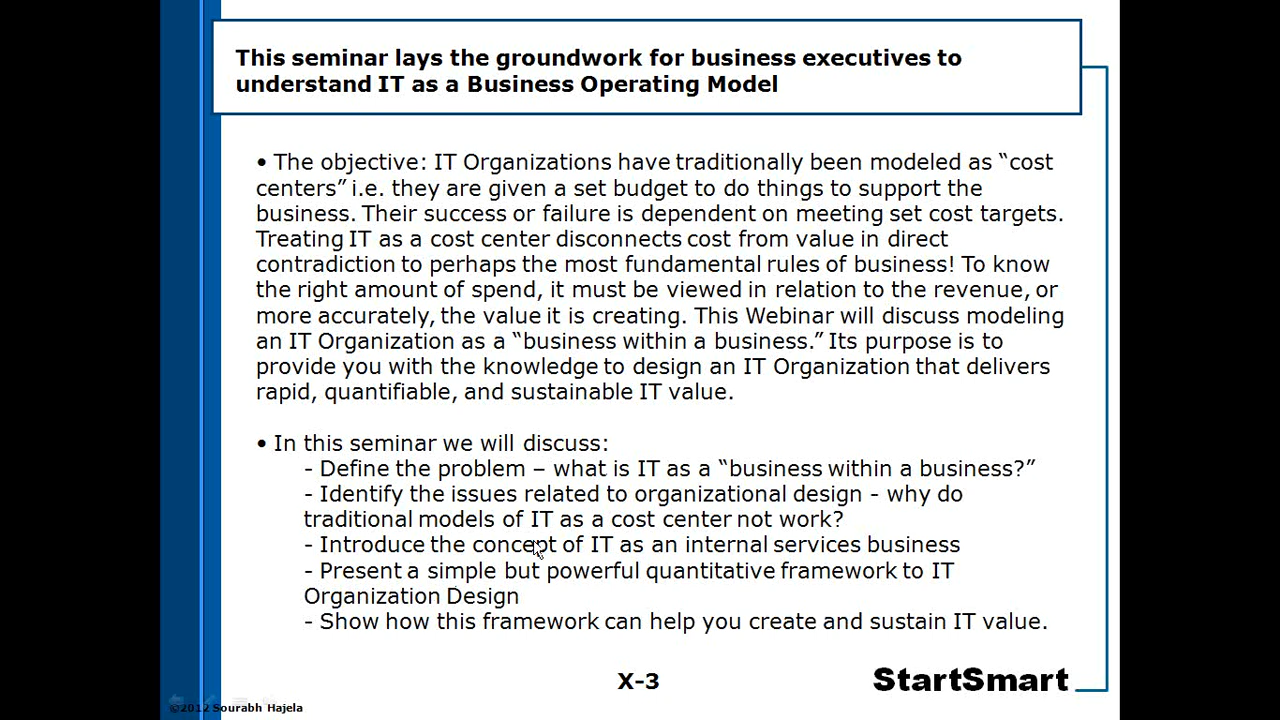 This seminar lays the groundwork for business executives to
understand IT as a Business Operating Model
• The objective: IT Organizations have traditionally been modeled as “cost
centers” i.e. they are given a set budget to do things to support the
business. Their success or failure is dependent on meeting set cost targets.
Treating IT as a cost center disconnects cost from value in direct
contradiction to perhaps the most fundamental rules of business! To know
the right amount of spend, it must be viewed in relation to the revenue, or
more accurately, the value it is creating. This Webinar will discuss modeling
an IT Organization as a “business within a business.” Its purpose is to
provide you with the knowledge to design an IT Organization that delivers
rapid, quantifiable, and sustainable IT value.
• In this seminar we will discuss:
- Define the problem – what is IT as a “business within a business?”
- Identify the issues related to organizational design - why do
traditional models of IT as a cost center not work?
- Introduce the concept of IT as an internal services business
- Present a simple but powerful quantitative framework to IT
Organization Design
- Show how this framework can help you create and sustain IT value.
X-3
StartSmart
©2012 Sourabh Hajela